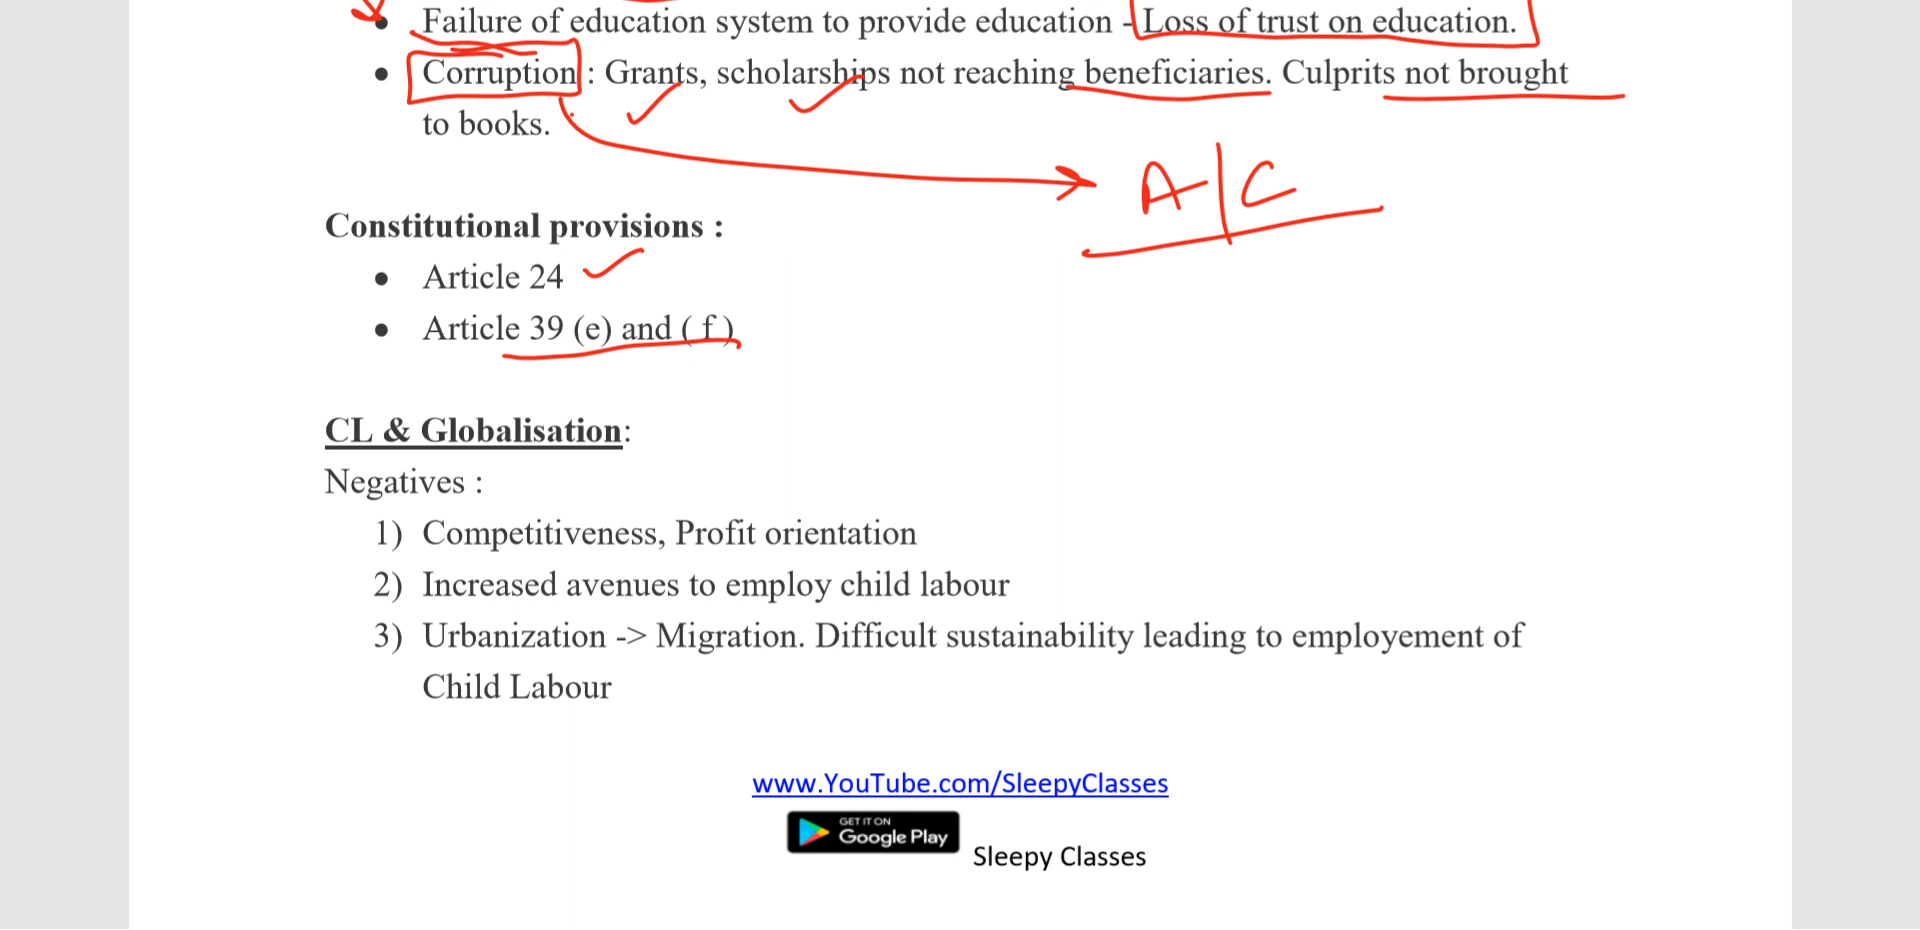 Failure of education system to provide education - Loss of trust on education.
Corruption : Grants, scholarships not reaching beneficiaries. Culprits not brought
to books.
A/C
Constitutional provisions :
Article 24
Article 39 (e) and ( f )
CL & Globalisation:
Negatives :
1) Competitiveness, Profit orientation
2) Increased avenues to employ child labour
3) Urbanization -> Migration. Difficult sustainability leading to employement of
Child Labour
www.YouTube.com/SleepyClasses
GET IT ON
Google Play
Sleepy Classes